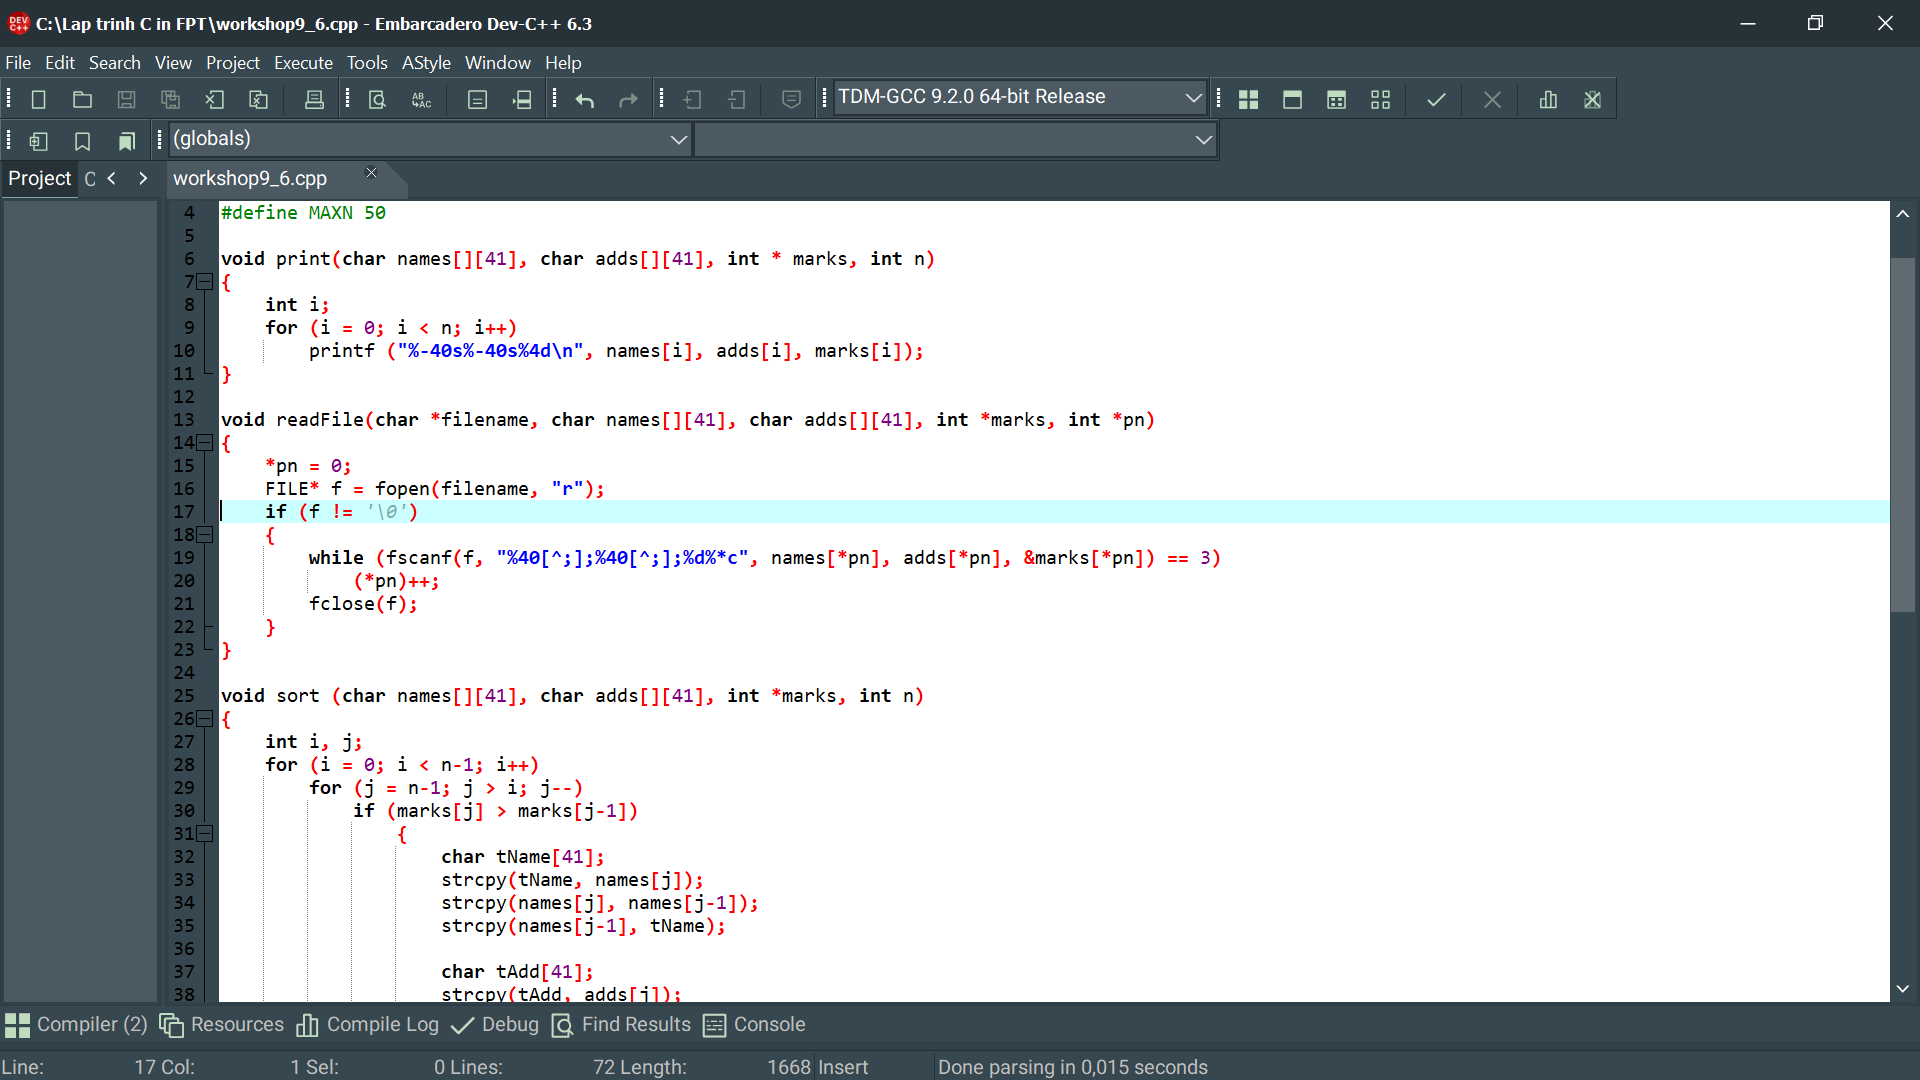 C:\Lap trinh C in FPT\workshop9_6.cpp - Embarcadero Dev-C++ 6.3
File Edit Search View Project Execute Tools AStyle Window Help
TDM-GCC 9.2.0 64-bit Release
(globals)
Project C workshop9_6.cpp
4 #define MAXN 50
5
6 void print(char names[][41], char adds[][41], int * marks, int n)
7 {
8     int i;
9     for (i = 0; i < n; i++)
10         printf ("%-40s%-40s%4d\n", names[i], adds[i], marks[i]);
11 }
12
13 void readFile(char *filename, char names[][41], char adds[][41], int *marks, int *pn)
14 {
15     *pn = 0;
16     FILE* f = fopen(filename, "r");
17     if (f != '\0')
18     {
19         while (fscanf(f, "%40[^;];%40[^;];%d%*c", names[*pn], adds[*pn], &marks[*pn]) == 3)
20             (*pn)++;
21         fclose(f);
22     }
23 }
24
25 void sort (char names[][41], char adds[][41], int *marks, int n)
26 {
27     int i, j;
28     for (i = 0; i < n-1; i++)
29         for (j = n-1; j > i; j--)
30             if (marks[j] > marks[j-1])
31                 {
32                     char tName[41];
33                     strcpy(tName, names[j]);
34                     strcpy(names[j], names[j-1]);
35                     strcpy(names[j-1], tName);
36
37                     char tAdd[41];
38                     strcpy(tAdd, adds[j]);
Compiler (2) Resources Compile Log Debug Find Results Console
Line: 17 Col: 1 Sel: 0 Lines: 72 Length: 1668 Insert Done parsing in 0,015 seconds